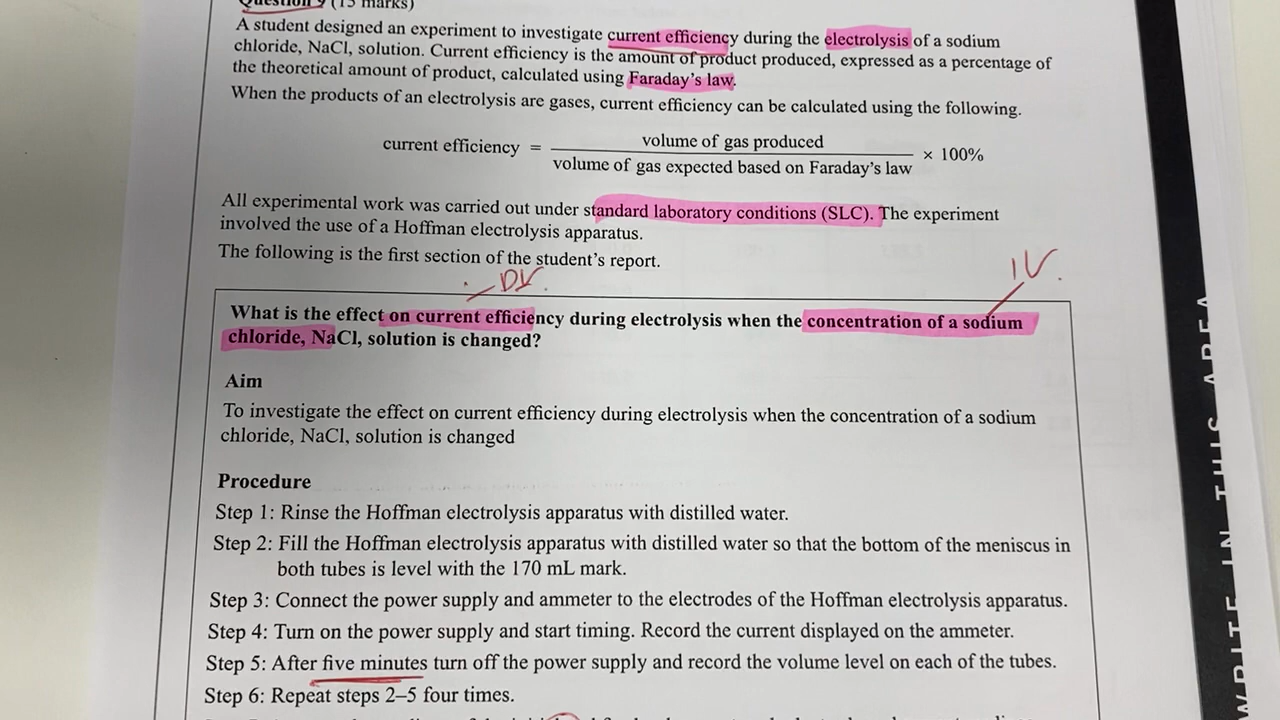 Question 9 (15 marks)
A student designed an experiment to investigate current efficiency during the electrolysis of a sodium
chloride, NaCl, solution. Current efficiency is the amount of product produced, expressed as a percentage of
the theoretical amount of product, calculated using Faraday's law.
When the products of an electrolysis are gases, current efficiency can be calculated using the following.
current efficiency = volume of gas produced
volume of gas expected based on Faraday's law × 100%
All experimental work was carried out under standard laboratory conditions (SLC). The experiment
involved the use of a Hoffman electrolysis apparatus.
The following is the first section of the student's report.
DV.
IV.
What is the effect on current efficiency during electrolysis when the concentration of a sodium
chloride, NaCl, solution is changed?
Aim
To investigate the effect on current efficiency during electrolysis when the concentration of a sodium
chloride, NaCl, solution is changed
Procedure
Step 1: Rinse the Hoffman electrolysis apparatus with distilled water.
Step 2: Fill the Hoffman electrolysis apparatus with distilled water so that the bottom of the meniscus in
both tubes is level with the 170 mL mark.
Step 3: Connect the power supply and ammeter to the electrodes of the Hoffman electrolysis apparatus.
Step 4: Turn on the power supply and start timing. Record the current displayed on the ammeter.
Step 5: After five minutes turn off the power supply and record the volume level on each of the tubes.
Step 6: Repeat steps 2–5 four times.
WRITE IN THIS AREA